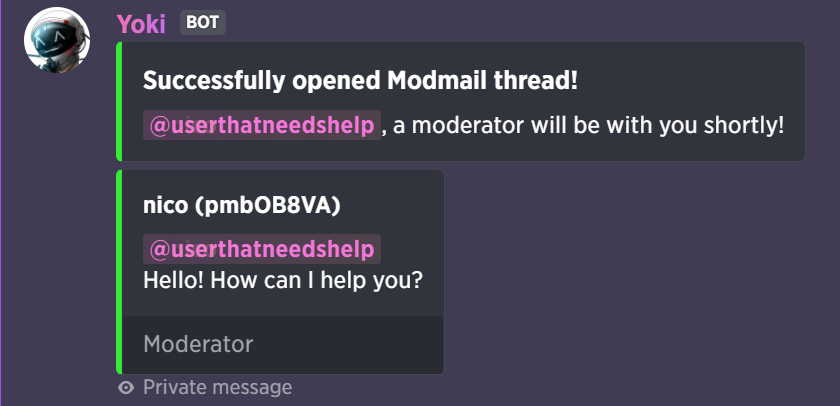 Yoki BOT
Successfully opened Modmail thread!
@userthatneedshelp, a moderator will be with you shortly!
nico (pmbOB8VA)
@userthatneedshelp
Hello! How can I help you?
Moderator
Private message